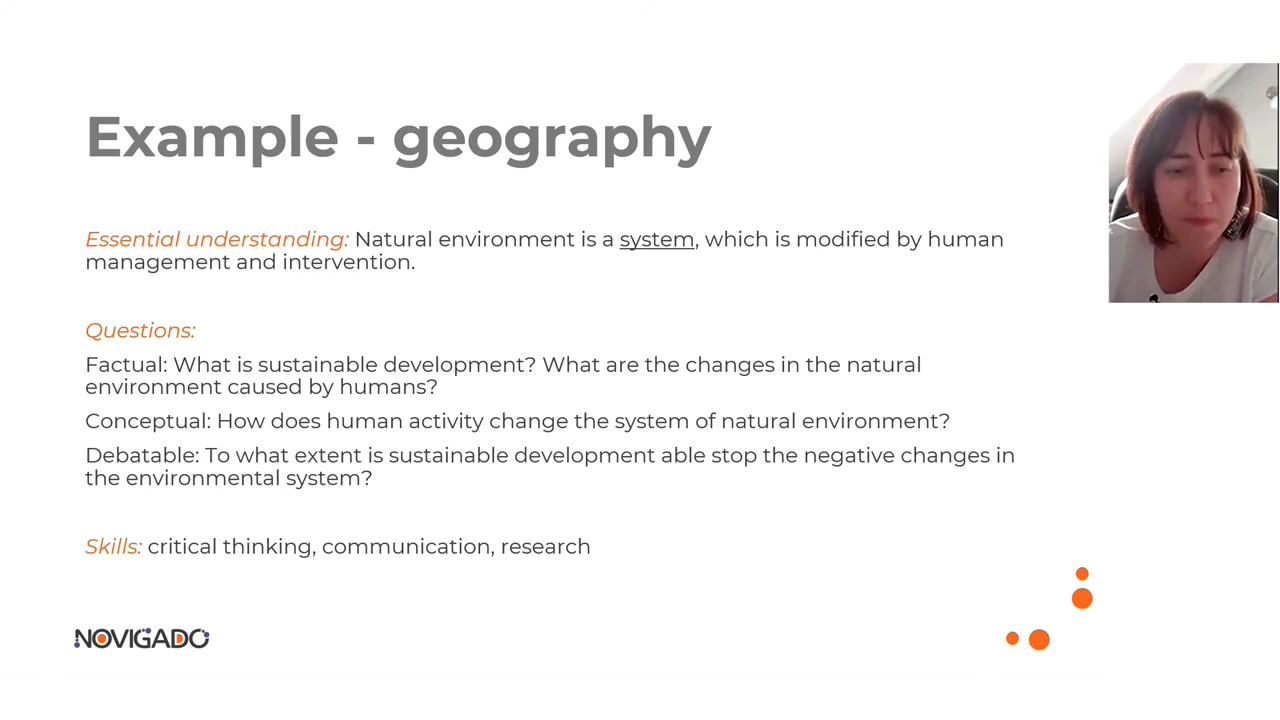 Example - geography
Essential understanding: Natural environment is a system, which is modified by human
management and intervention.
Questions:
Factual: What is sustainable development? What are the changes in the natural
environment caused by humans?
Conceptual: How does human activity change the system of natural environment?
Debatable: To what extent is sustainable development able stop the negative changes in
the environmental system?
Skills: critical thinking, communication, research
NOVIGADO